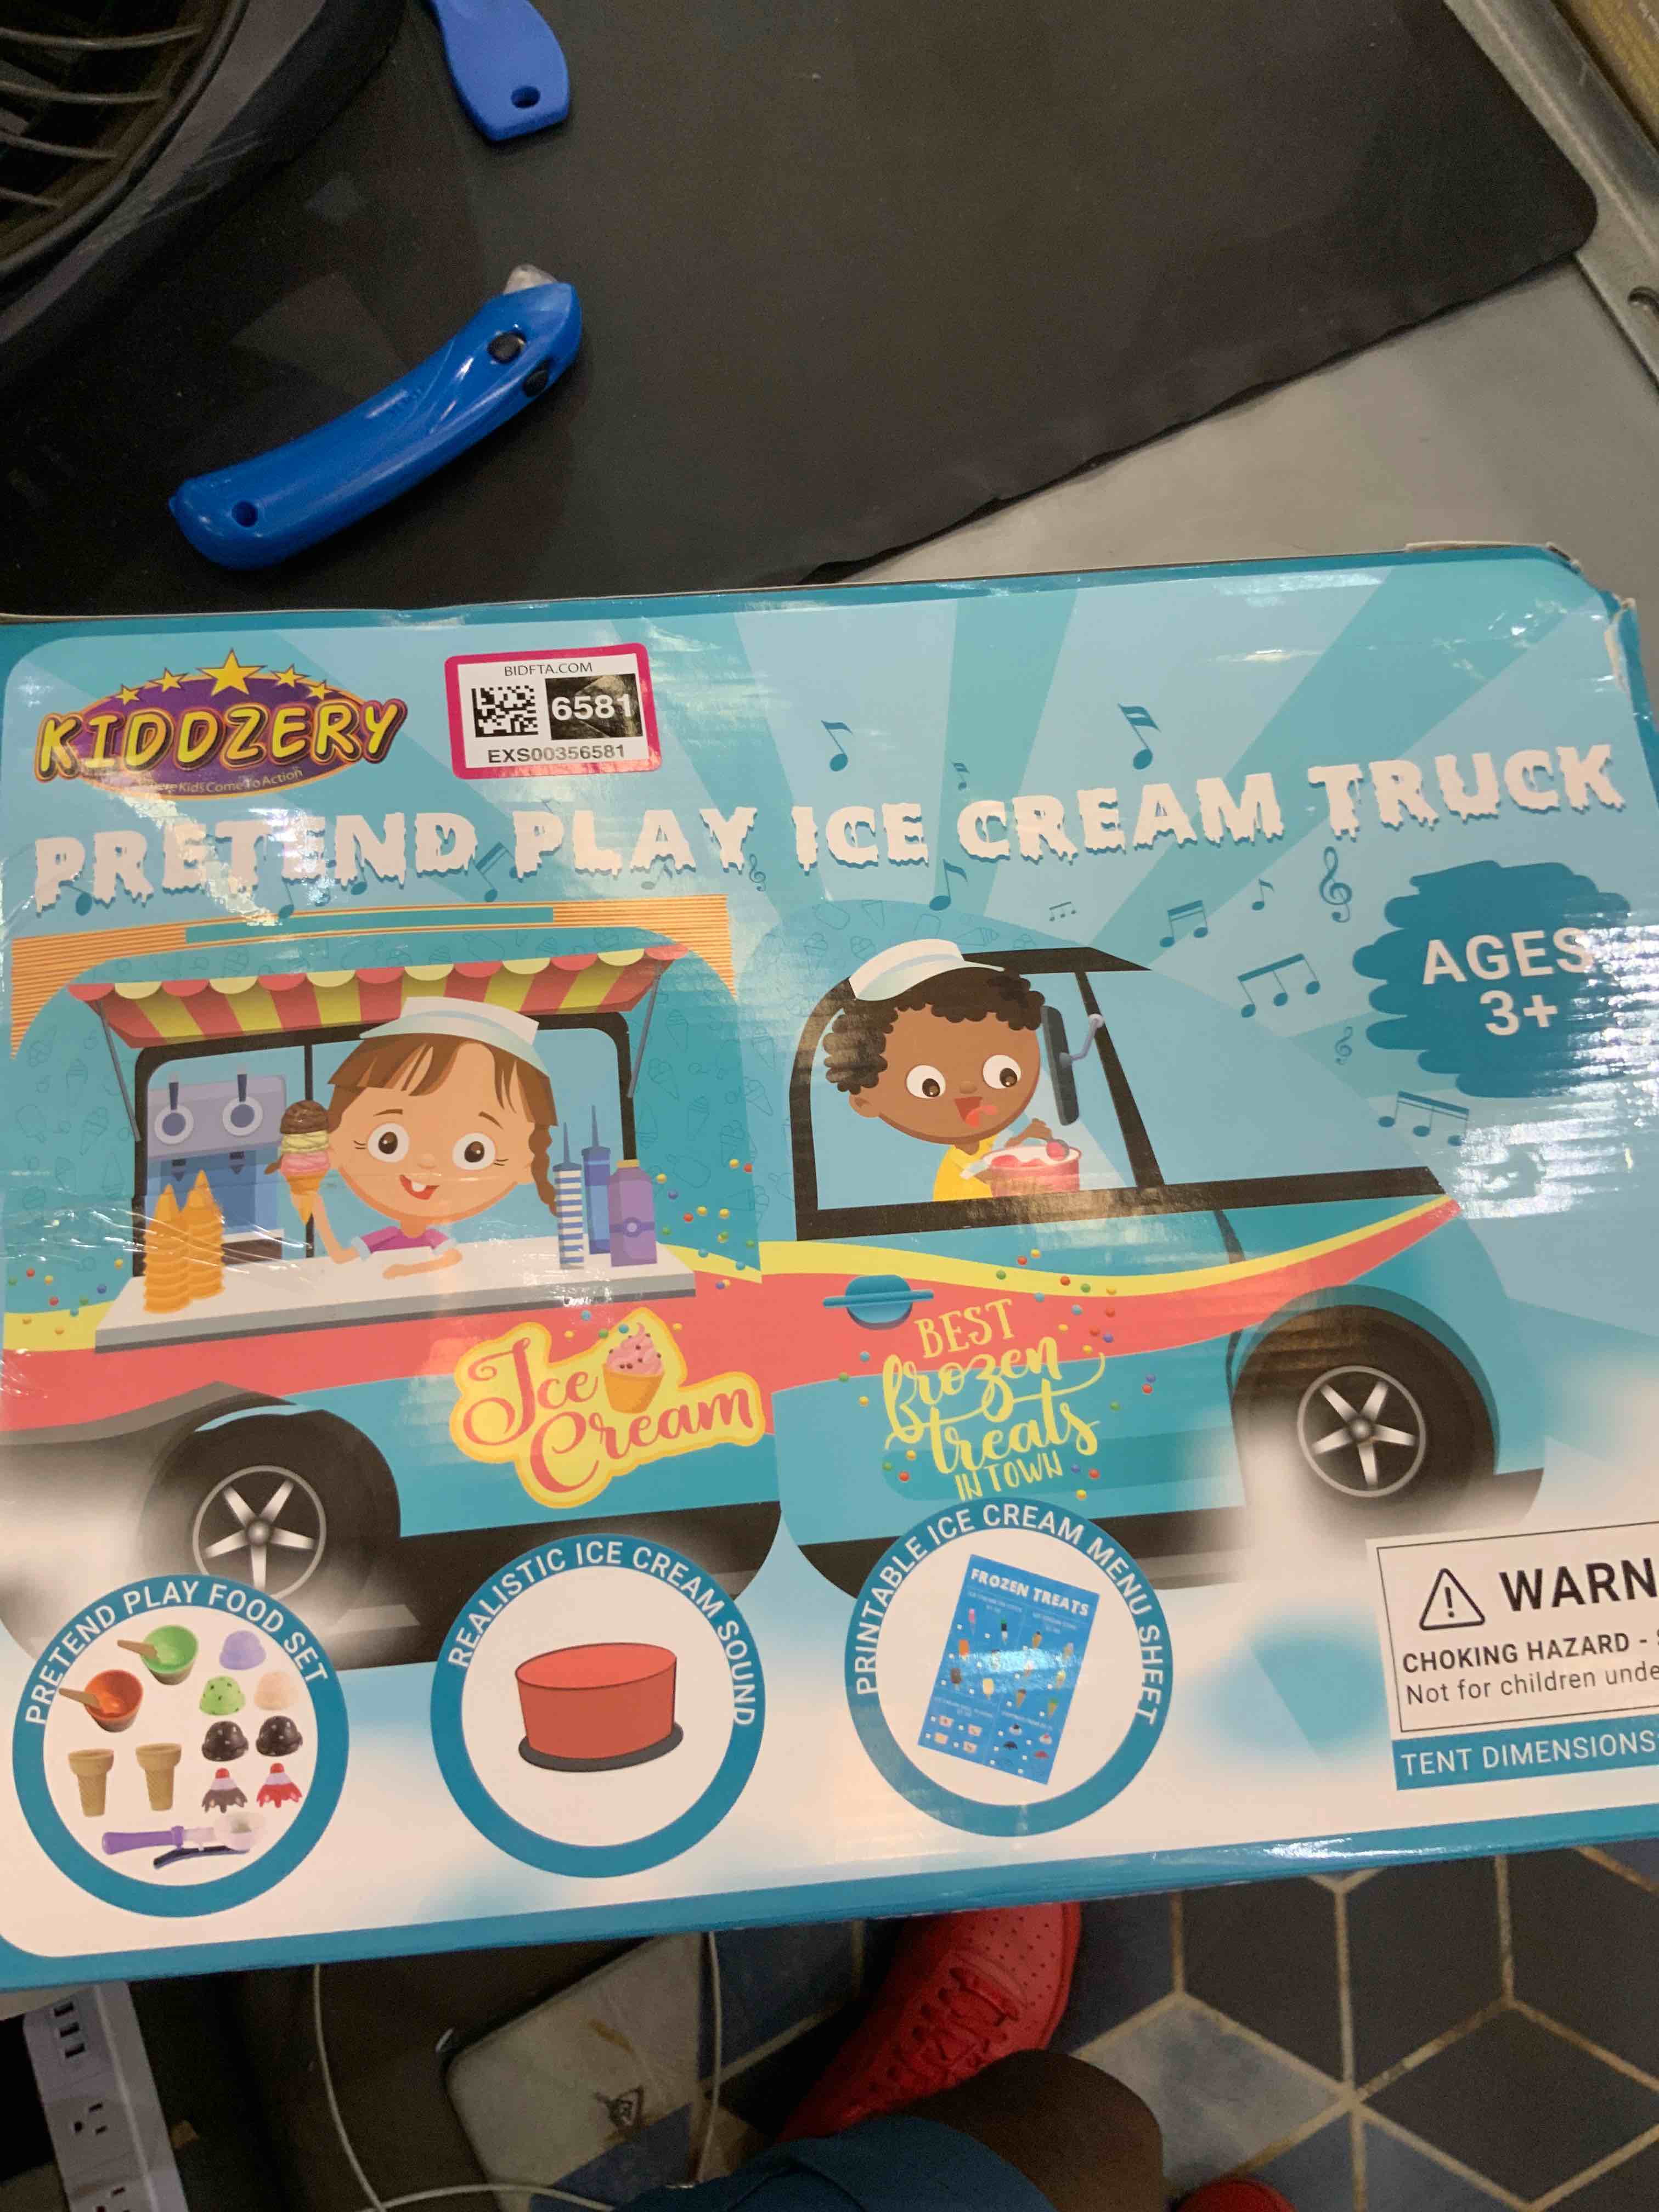 BIDFTA.COM
6581
EXS00356581
KIDDZERY
Kids Come To Action
PRETEND PLAY ICE CREAM TRUCK
AGES
3+
Ice
Cream
BEST
frozen
treats
IN TOWN
PRETEND PLAY FOOD SET
REALISTIC ICE CREAM SOUND
PRINTABLE ICE CREAM MENU SHEET
FROZEN TREATS
WARN
CHOKING HAZARD -
Not for children unde
TENT DIMENSIONS: